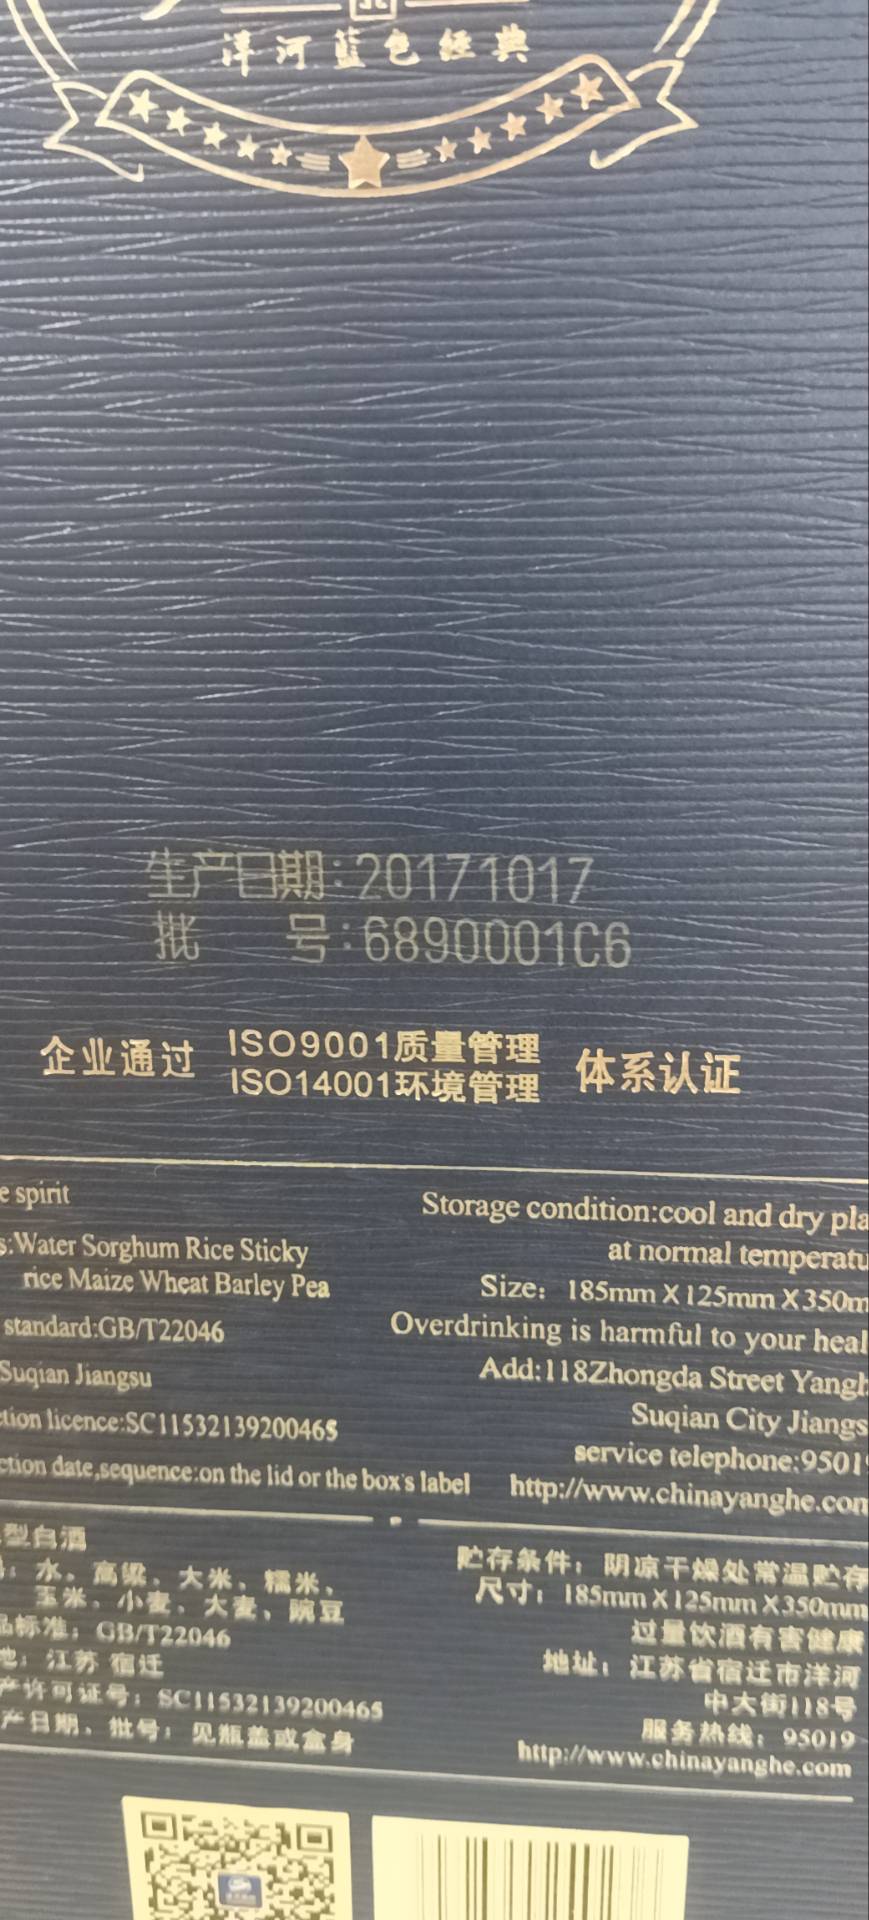 洋河蓝色经典
生产日期:20171017
批 号:6890001C6
企业通过 ISO9001质量管理 体系认证
ISO14001环境管理
e spirit
s:Water Sorghum Rice Sticky
rice Maize Wheat Barley Pea
standard:GB/T22046
Suqian Jiangsu
tion licence:SC11532139200465
ction date,sequence:on the lid or the box's label
Storage condition:cool and dry pla
at normal temperatu
Size：185mm X 125mm X 350m
Overdrinking is harmful to your heal
Add:118Zhongda Street Yangh
Suqian City Jiangs
service telephone:95019
http://www.chinayanghe.com
型白酒
：水、高粱、大米、糯米、
玉米、小麦、大麦、豌豆
品标准：GB/T22046
地：江苏 宿迁
产许可证号：SC11532139200465
产日期、批号：见瓶盖或盒身
贮存条件：阴凉干燥处常温贮存
尺寸：185mm X 125mm X 350mm
过量饮酒有害健康
地址：江苏省宿迁市洋河
中大街118号
服务热线：95019
http://www.chinayanghe.com